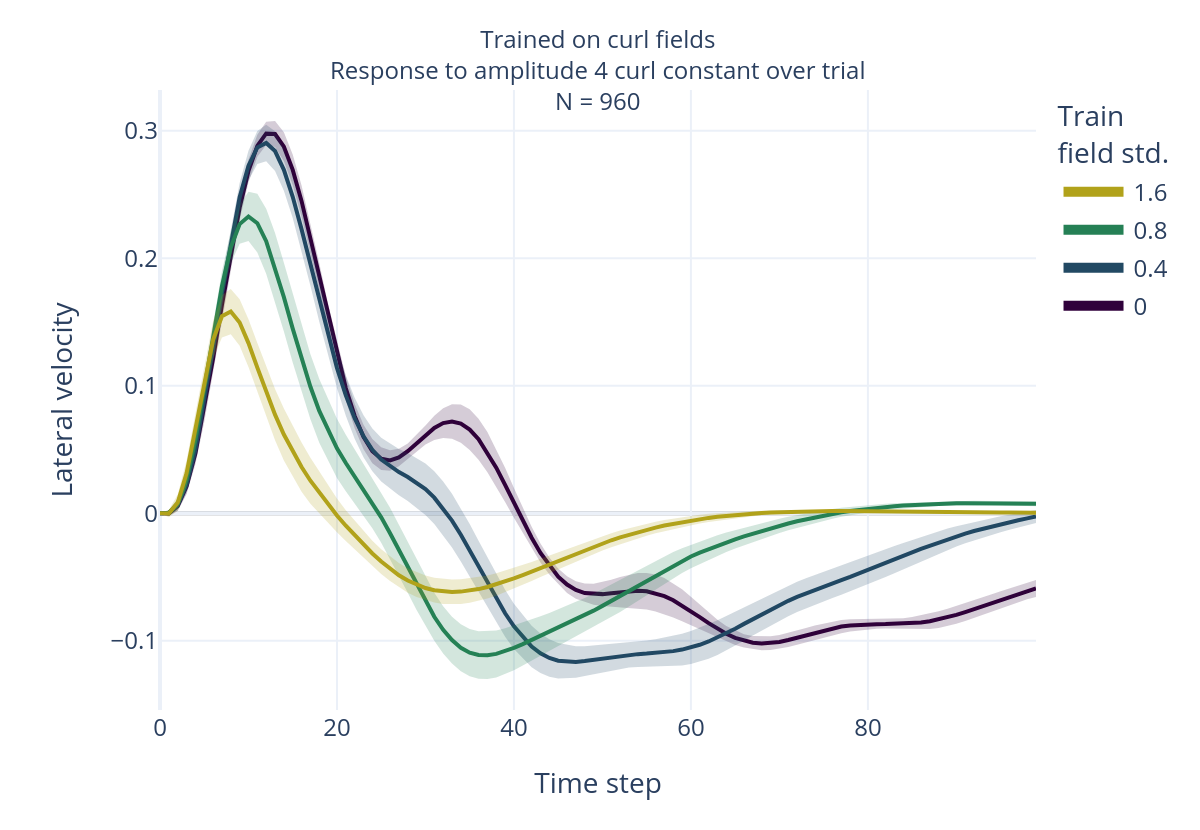 Trained on curl fields
Response to amplitude 4 curl constant over trial
N = 960
Train
field std.
1.6
0.8
0.4
0
Lateral velocity
0.3
0.2
0.1
0
−0.1
0 20 40 60 80
Time step